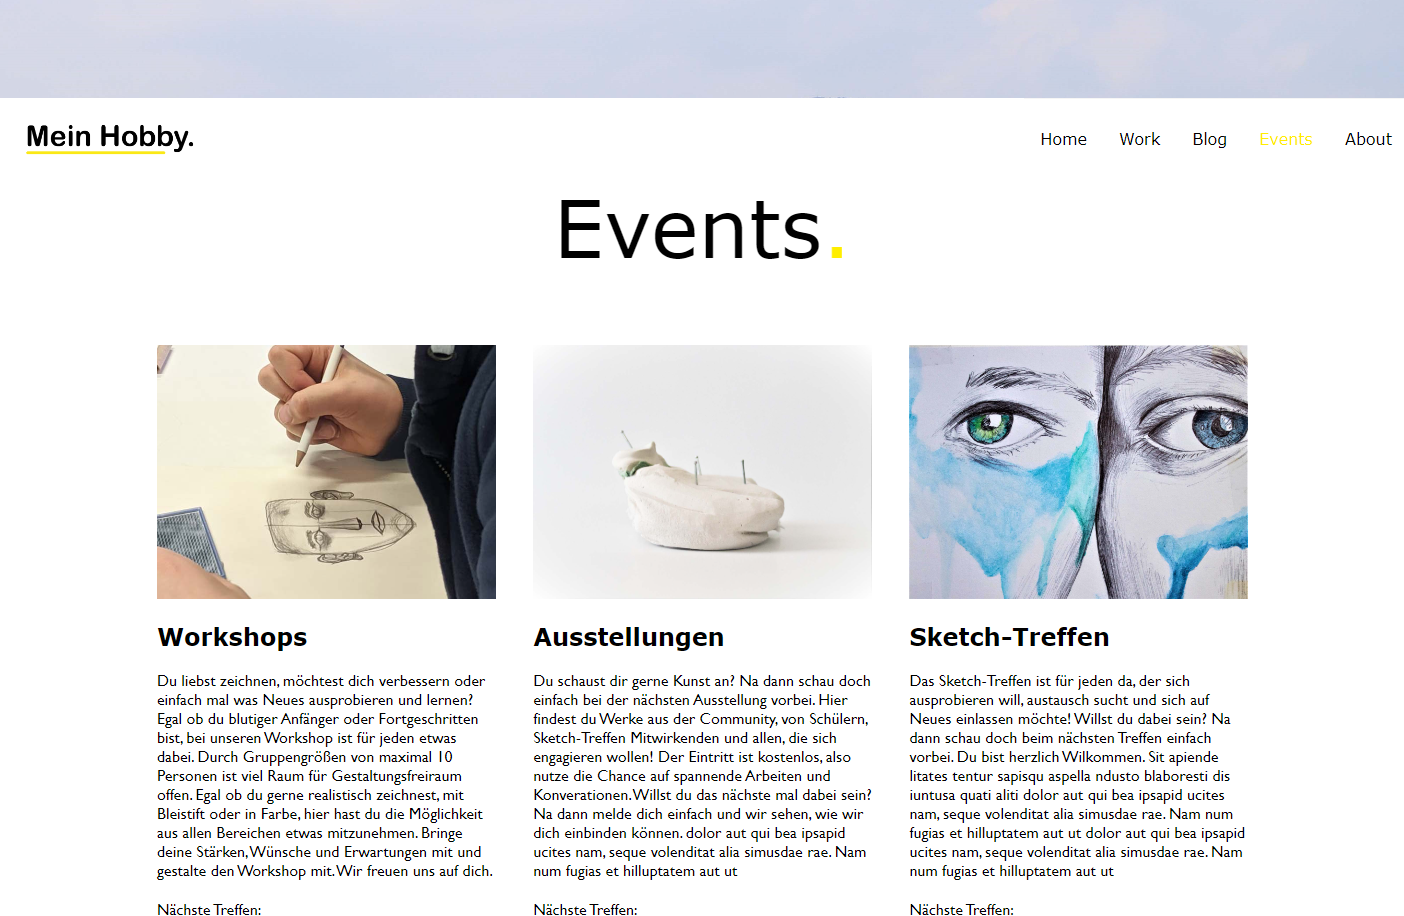 Mein Hobby.
Home Work Blog Events About
Events.
Workshops
Du liebst zeichnen, möchtest dich verbessern oder
einfach mal was Neues ausprobieren und lernen?
Egal ob du blutiger Anfänger oder Fortgeschritten
bist, bei unseren Workshop ist für jeden etwas
dabei. Durch Gruppengrößen von maximal 10
Personen ist viel Raum für Gestaltungsfreiraum
offen. Egal ob du gerne realistisch zeichnest, mit
Bleistift oder in Farbe, hier hast du die Möglichkeit
aus allen Bereichen etwas mitzunehmen. Bringe
deine Stärken, Wünsche und Erwartungen mit und
gestalte den Workshop mit. Wir freuen uns auf dich.
Nächste Treffen:
Ausstellungen
Du schaust dir gerne Kunst an? Na dann schau doch
einfach bei der nächsten Ausstellung vorbei. Hier
findest du Werke aus der Community, von Schülern,
Sketch-Treffen Mitwirkenden und allen, die sich
engagieren wollen! Der Eintritt ist kostenlos, also
nutze die Chance auf spannende Arbeiten und
Konverationen. Willst du das nächste mal dabei sein?
Na dann melde dich einfach und wir sehen, wie wir
dich einbinden können. dolor aut qui bea ipsapid
ucites nam, seque volenditat alia simusdae rae. Nam
num fugias et hilluptatem aut ut
Nächste Treffen:
Sketch-Treffen
Das Sketch-Treffen ist für jeden da, der sich
ausprobieren will, austausch sucht und sich auf
Neues einlassen möchte! Willst du dabei sein? Na
dann schau doch beim nächsten Treffen einfach
vorbei. Du bist herzlich Wilkommen. Sit apiende
litates tentur sapisqu aspella ndusto blaboresti dis
iuntusa quati aliti dolor aut qui bea ipsapid ucites
nam, seque volenditat alia simusdae rae. Nam num
fugias et hilluptatem aut ut dolor aut qui bea ipsapid
ucites nam, seque volenditat alia simusdae rae. Nam
num fugias et hilluptatem aut ut
Nächste Treffen: